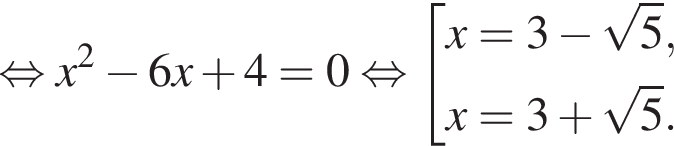 ⇔ x² − 6x + 4 = 0 ⇔ [ x = 3 − √5,
x = 3 + √5.